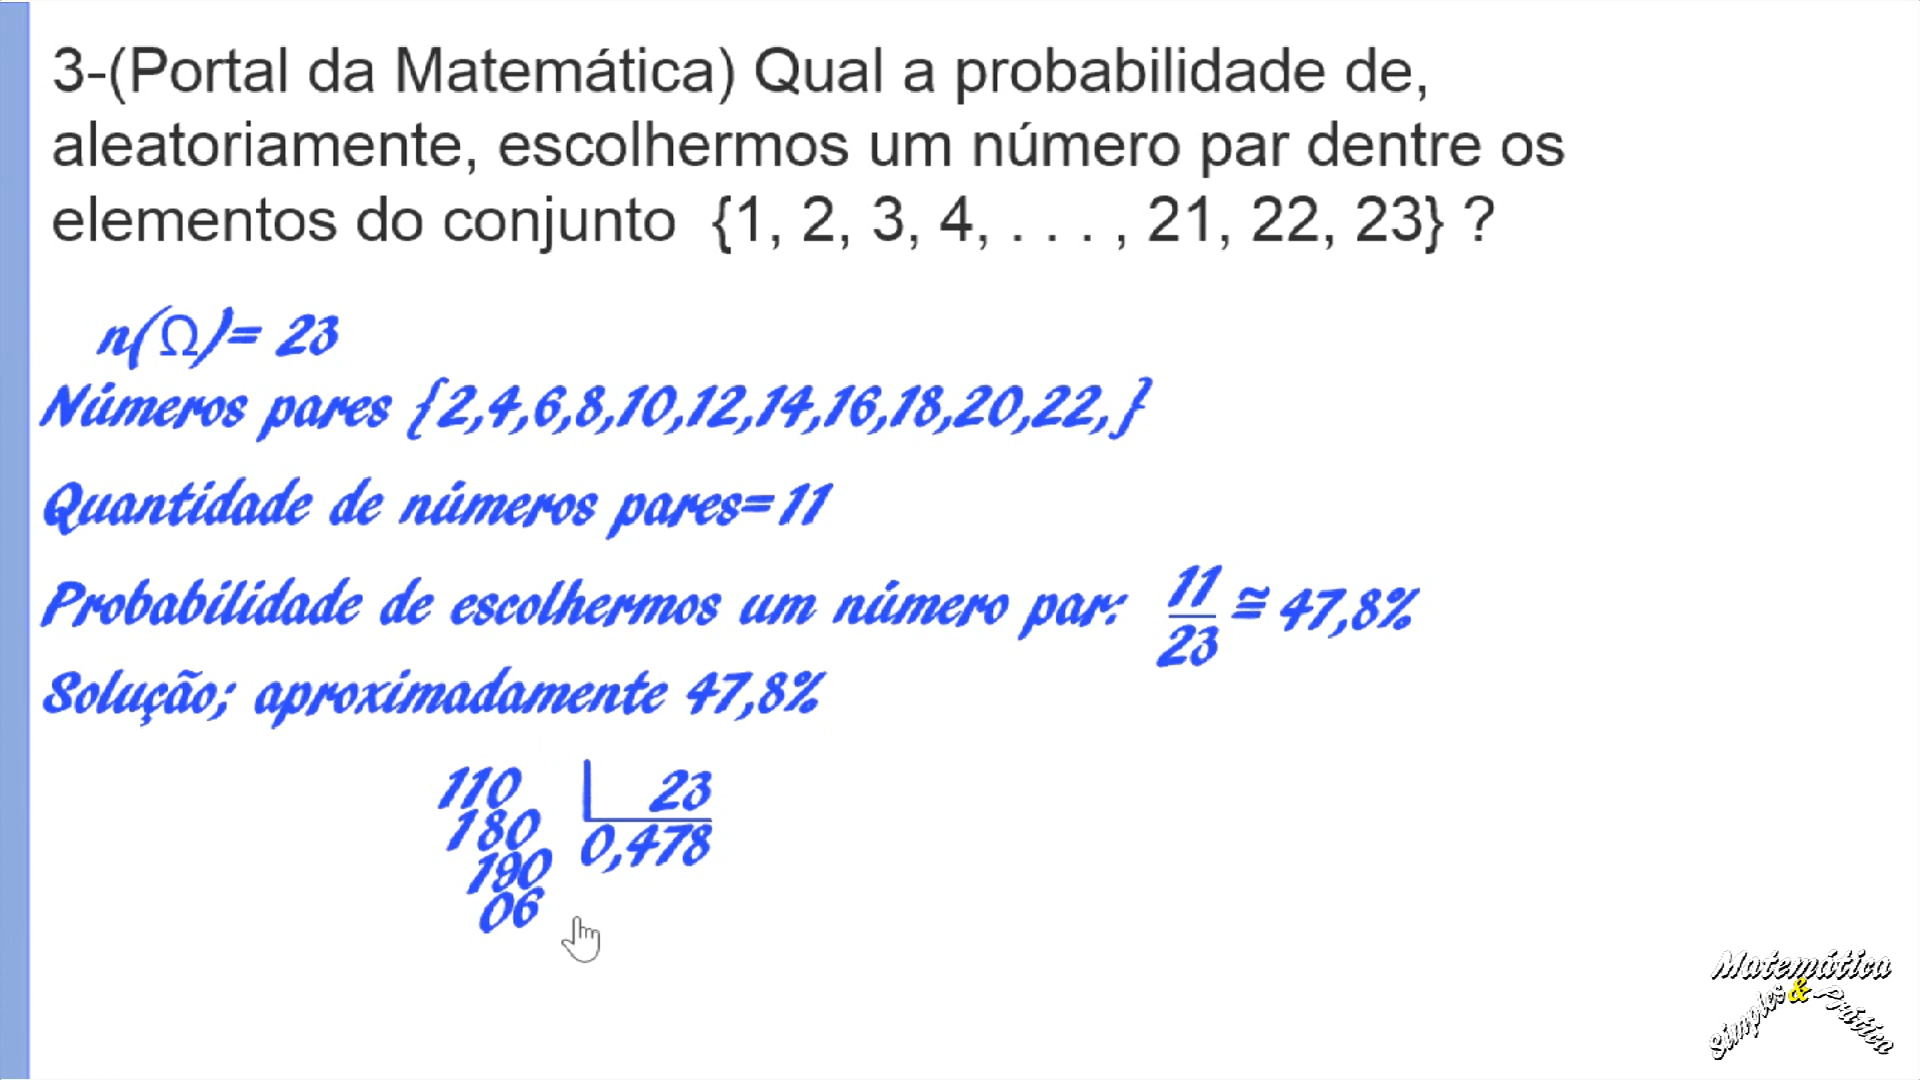 3-(Portal da Matemática) Qual a probabilidade de,
aleatoriamente, escolhermos um número par dentre os
elementos do conjunto {1, 2, 3, 4, . . . , 21, 22, 23} ?
n(Ω)= 23
Números pares {2,4,6,8,10,12,14,16,18,20,22,}
Quantidade de números pares=11
Probabilidade de escolhermos um número par: 11/23 ≅ 47,8%
Solução; aproximadamente 47,8%
110 23
180 0,478
190
06
Matemática
Simples & Prática